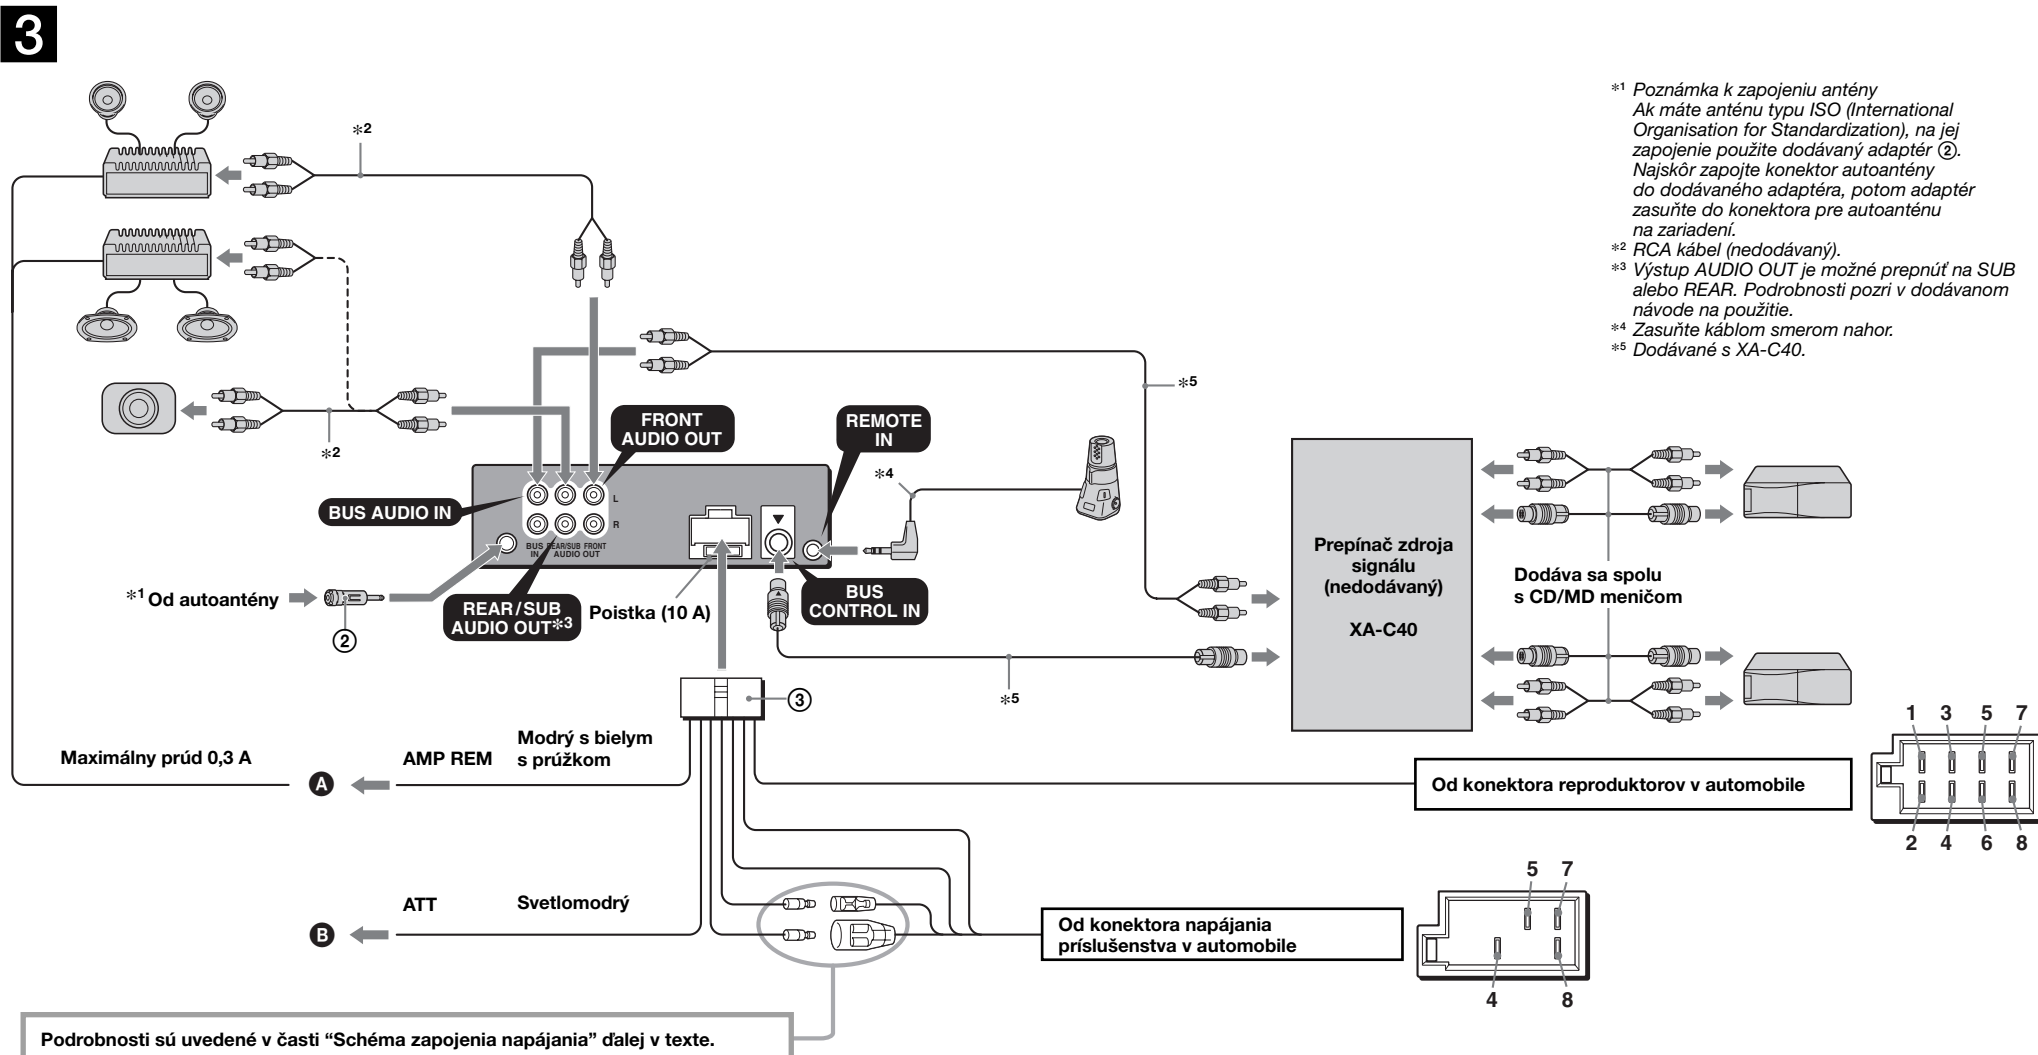 3
*1 Poznámka k zapojeniu antény
Ak máte anténu typu ISO (International
Organisation for Standardization), na jej
zapojenie použite dodávaný adaptér ②.
Najskôr zapojte konektor autoantény
do dodávaného adaptéra, potom adaptér
zasuňte do konektora pre autoanténu
na zariadení.
*2 RCA kábel (nedodávaný).
*3 Výstup AUDIO OUT je možné prepnúť na SUB
alebo REAR. Podrobnosti pozri v dodávanom
návode na použitie.
*4 Zasuňte káblom smerom nahor.
*5 Dodávané s XA-C40.
*2
*5
*2
FRONT
AUDIO OUT
REMOTE
IN
*4
BUS AUDIO IN
L
R
BUS REAR/SUB FRONT
IN AUDIO OUT
*1 Od autoantény
②
REAR/SUB
AUDIO OUT*3
Poistka (10 A)
BUS
CONTROL IN
*5
③
Prepínač zdroja
signálu
(nedodávaný)
XA-C40
Dodáva sa spolu
s CD/MD meničom
Maximálny prúd 0,3 A
A
AMP REM
Modrý s bielym
s prúžkom
Od konektora reproduktorov v automobile
1 3 5 7
2 4 6 8
B
ATT
Svetlomodrý
Od konektora napájania
príslušenstva v automobile
5 7
4 8
Podrobnosti sú uvedené v časti “Schéma zapojenia napájania” ďalej v texte.